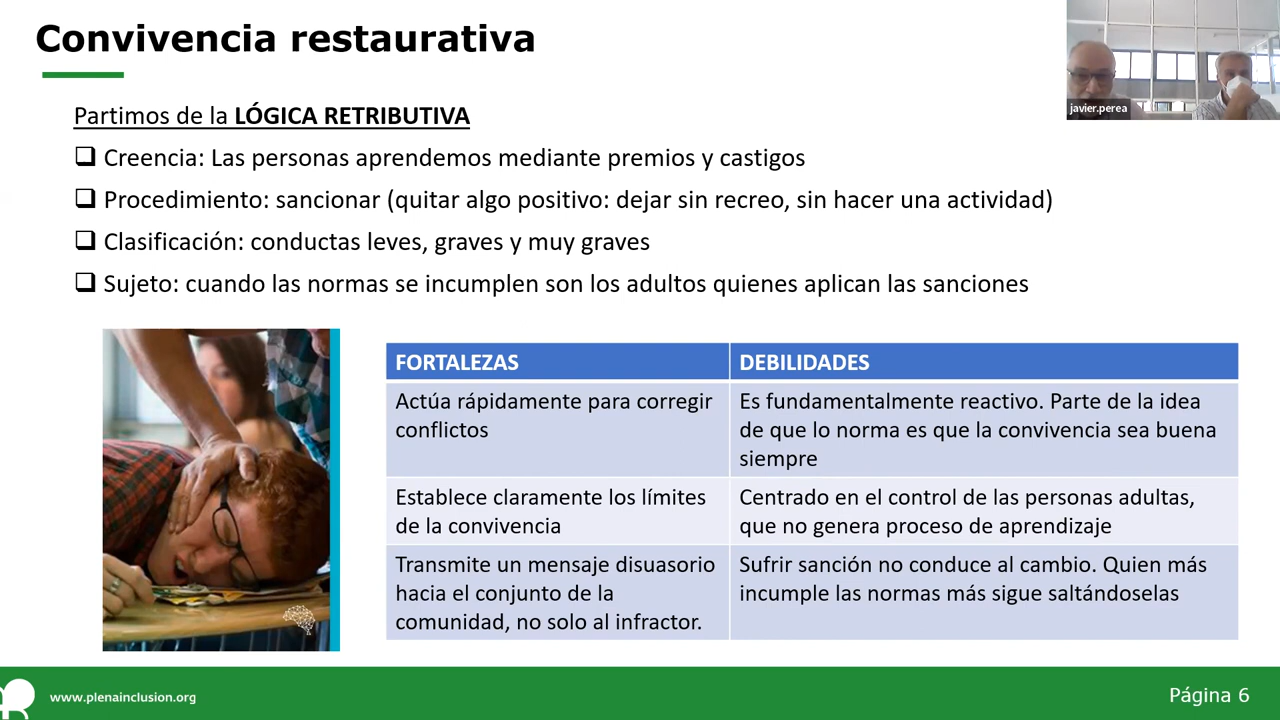 Convivencia restaurativa
javier.perea
Partimos de la LÓGICA RETRIBUTIVA
Creencia: Las personas aprendemos mediante premios y castigos
Procedimiento: sancionar (quitar algo positivo: dejar sin recreo, sin hacer una actividad)
Clasificación: conductas leves, graves y muy graves
Sujeto: cuando las normas se incumplen son los adultos quienes aplican las sanciones
FORTALEZAS
DEBILIDADES
Actúa rápidamente para corregir
conflictos
Es fundamentalmente reactivo. Parte de la idea
de que lo norma es que la convivencia sea buena
siempre
Establece claramente los límites
de la convivencia
Centrado en el control de las personas adultas,
que no genera proceso de aprendizaje
Transmite un mensaje disuasorio
hacia el conjunto de la
comunidad, no solo al infractor.
Sufrir sanción no conduce al cambio. Quien más
incumple las normas más sigue saltándoselas
www.plenainclusion.org
Página 6